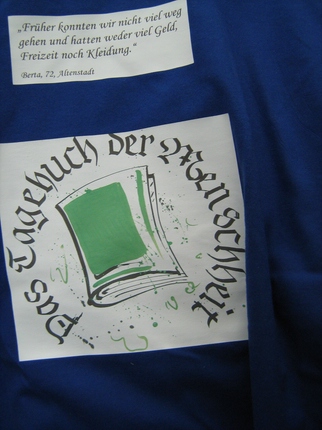 „Früher konnten wir nicht viel weg
gehen und hatten weder viel Geld,
Freizeit noch Kleidung.“
Berta, 72, Altenstadt
Das Tagebuch der Menschheit